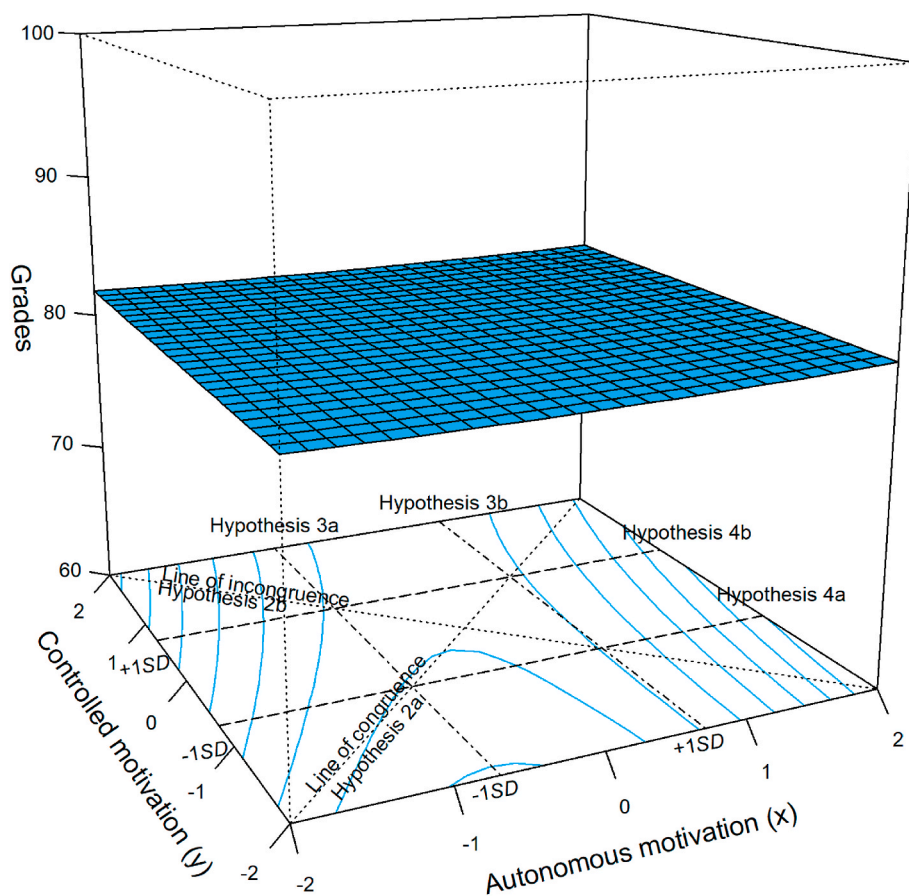 100
90
Grades
80
70
60
Hypothesis 3a
Hypothesis 3b
Hypothesis 4b
Hypothesis 4a
Line of incongruence
Hypothesis 2b
Line of congruence
Hypothesis 2a
2
1
+1SD
0
-1SD
-1
-2
Controlled motivation (y)
-2
-1
-1SD
0
+1SD
1
2
Autonomous motivation (x)